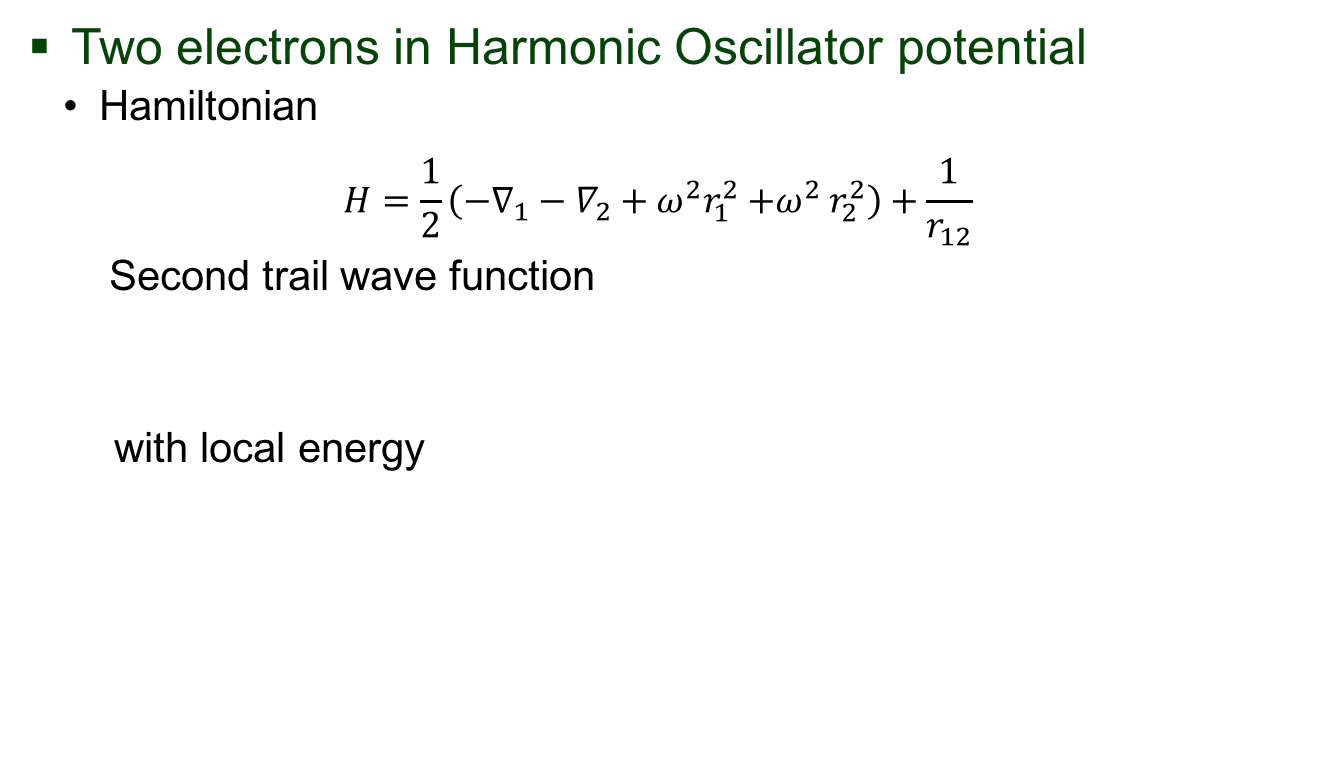 ▪ Two electrons in Harmonic Oscillator potential
• Hamiltonian
H = 1/2 (−∇₁ − ∇₂ + ω²r₁² +ω² r₂²) + 1/r₁₂
Second trail wave function
with local energy